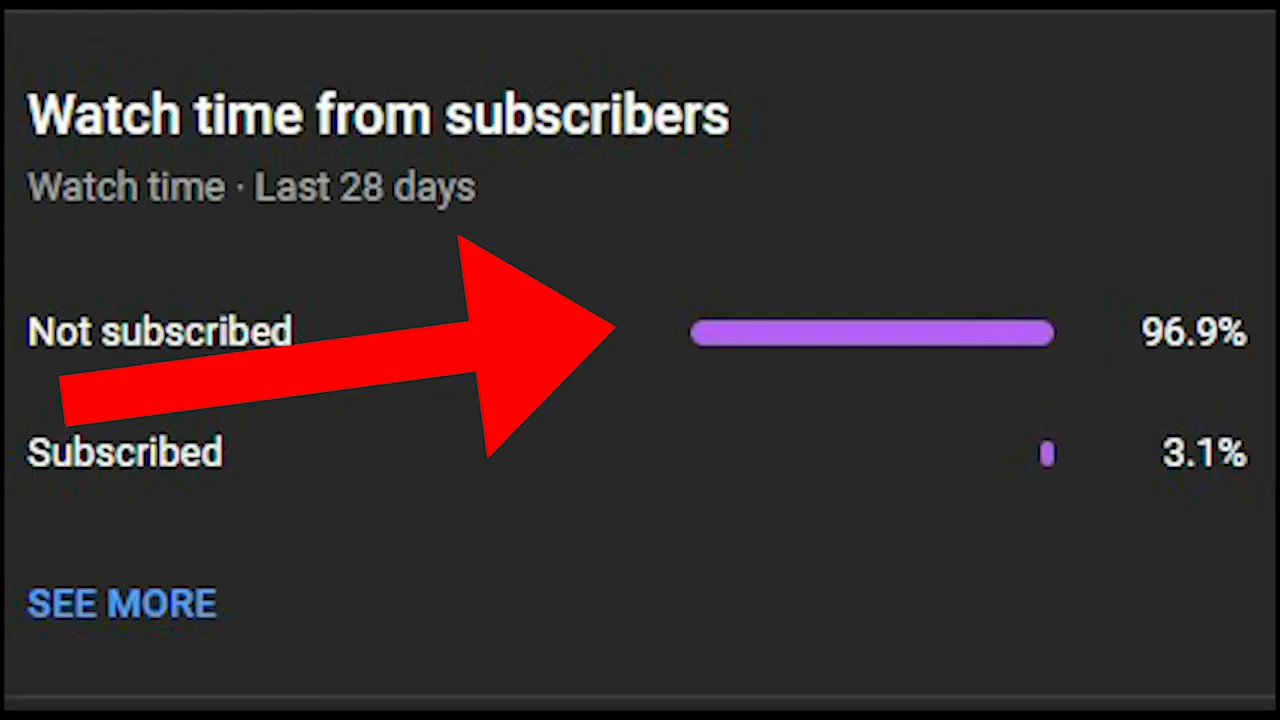 Watch time from subscribers
Watch time · Last 28 days
Not subscribed 96.9%
Subscribed 3.1%
SEE MORE